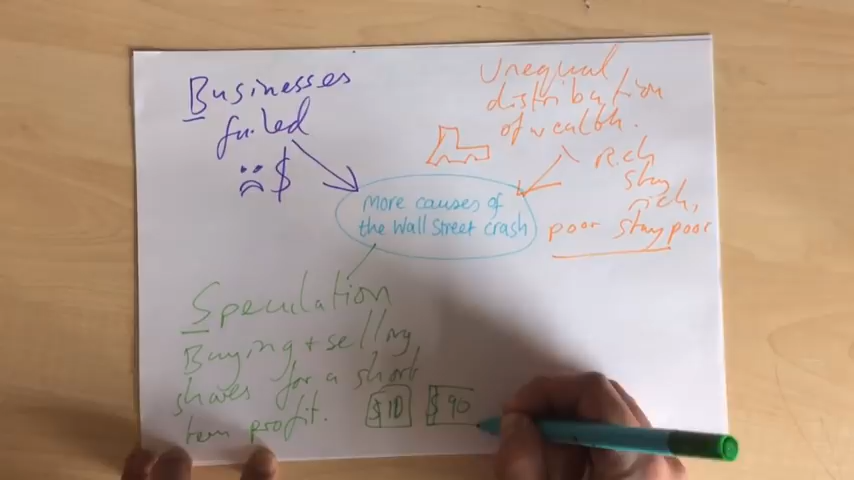 Businesses
failed
$
Unequal
distribution
of wealth.
Rich
stay
rich,
poor stay poor
more causes of
the Wall Street crash
Speculation
Buying + selling
shares for a short
term profit.
$10
$90